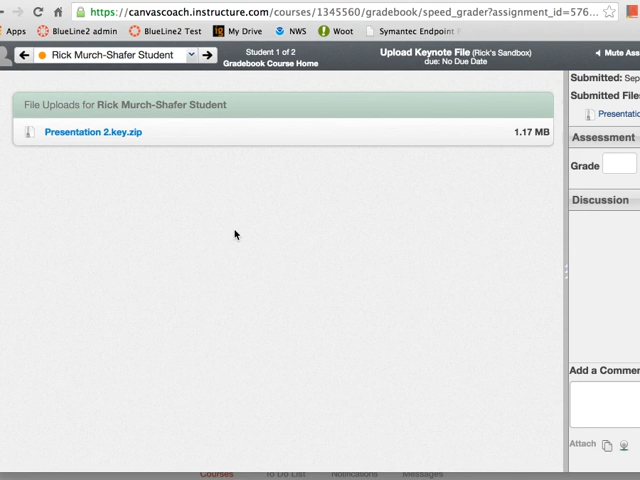 https://canvascoach.instructure.com/courses/1345560/gradebook/speed_grader?assignment_id=576...
Apps BlueLine2 admin BlueLine2 Test My Drive NWS Woot Symantec Endpoint
Rick Murch-Shafer Student
Student 1 of 2
Gradebook Course Home
Upload Keynote File (Rick's Sandbox)
due: No Due Date
Mute Ass
File Uploads for Rick Murch-Shafer Student
Presentation 2.key.zip 1.17 MB
Submitted: Sep
Submitted Files
Presentatio
Assessment
Grade
Discussion
Add a Commen
Attach
Courses To Do List Notifications Messages